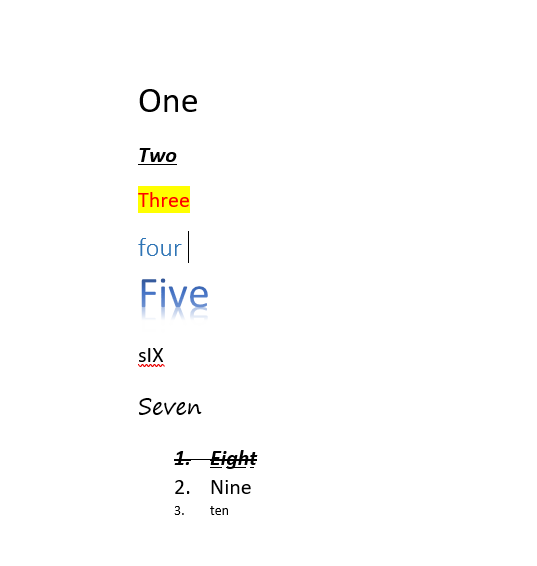 One
Two
Three
four
Five
sIX
Seven
1. Eight
2. Nine
3. ten